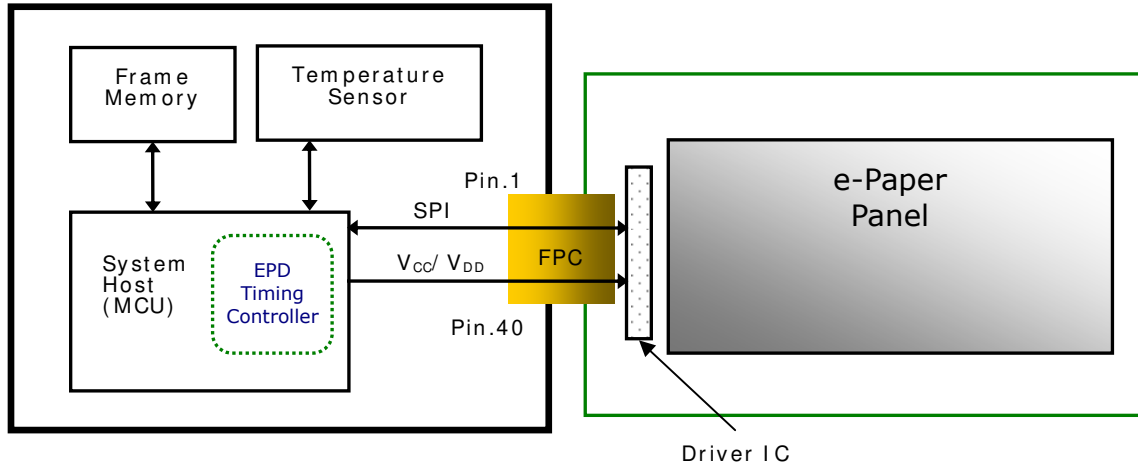 Frame
Memory
Temperature
Sensor
Pin.1
SPI
System
Host
(MCU)
EPD
Timing
Controller
VCC/ VDD
FPC
Pin.40
e-Paper
Panel
Driver IC